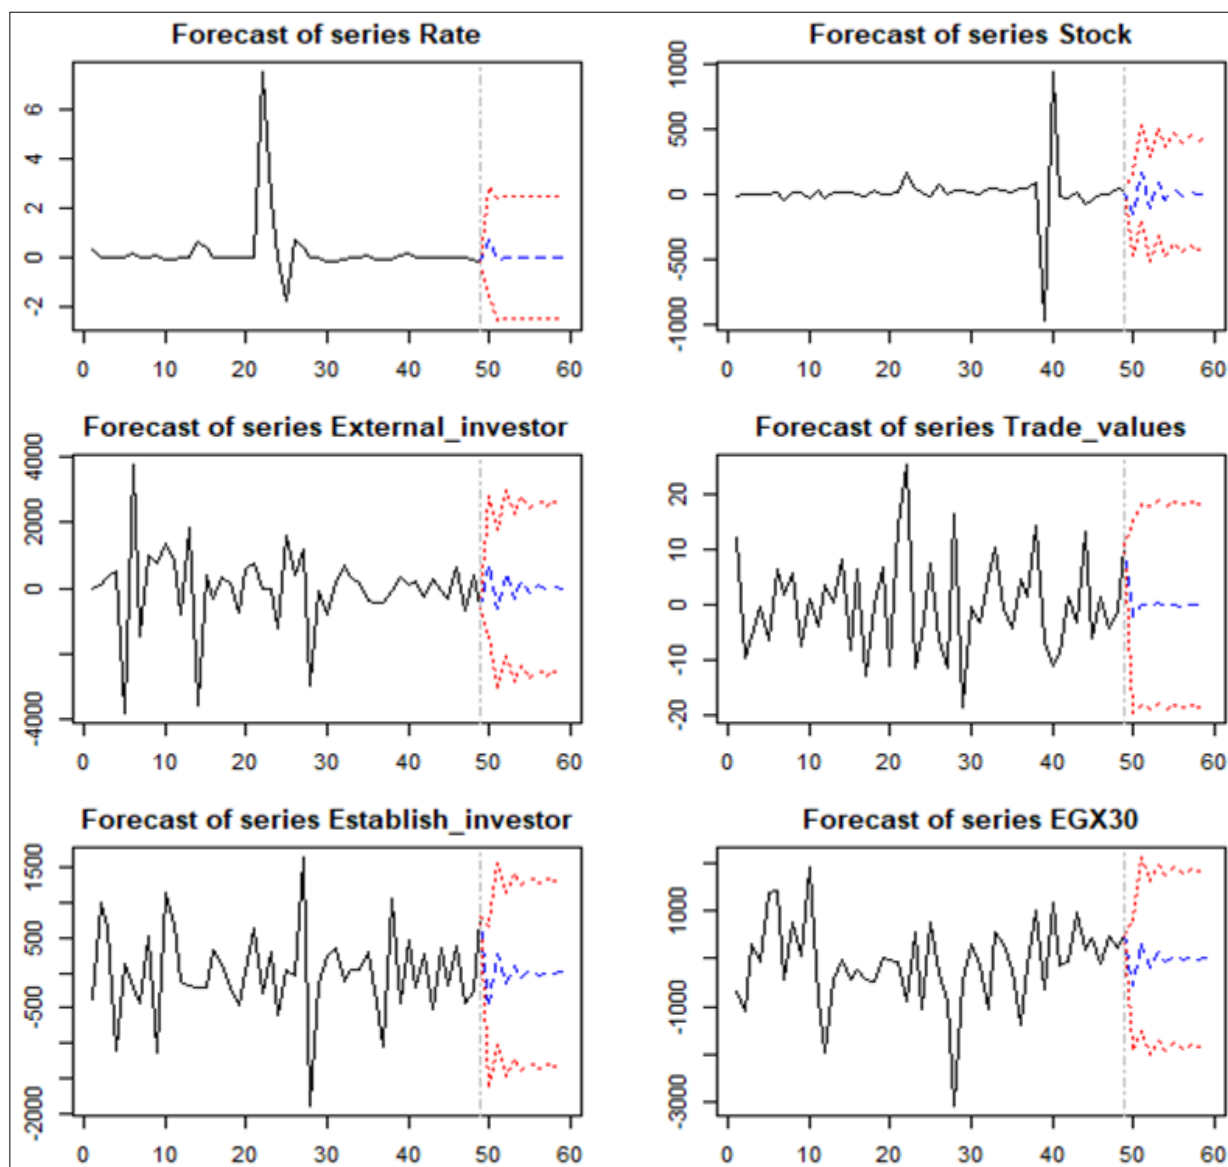 Forecast of series Rate
6
4
2
0
-2
0 10 20 30 40 50 60
Forecast of series Stock
1000
500
0
-500
-1000
0 10 20 30 40 50 60
Forecast of series External_investor
4000
2000
0
-4000
0 10 20 30 40 50 60
Forecast of series Trade_values
20
10
0
-10
-20
0 10 20 30 40 50 60
Forecast of series Establish_investor
1500
500
-500
-2000
0 10 20 30 40 50 60
Forecast of series EGX30
1000
-1000
-3000
0 10 20 30 40 50 60